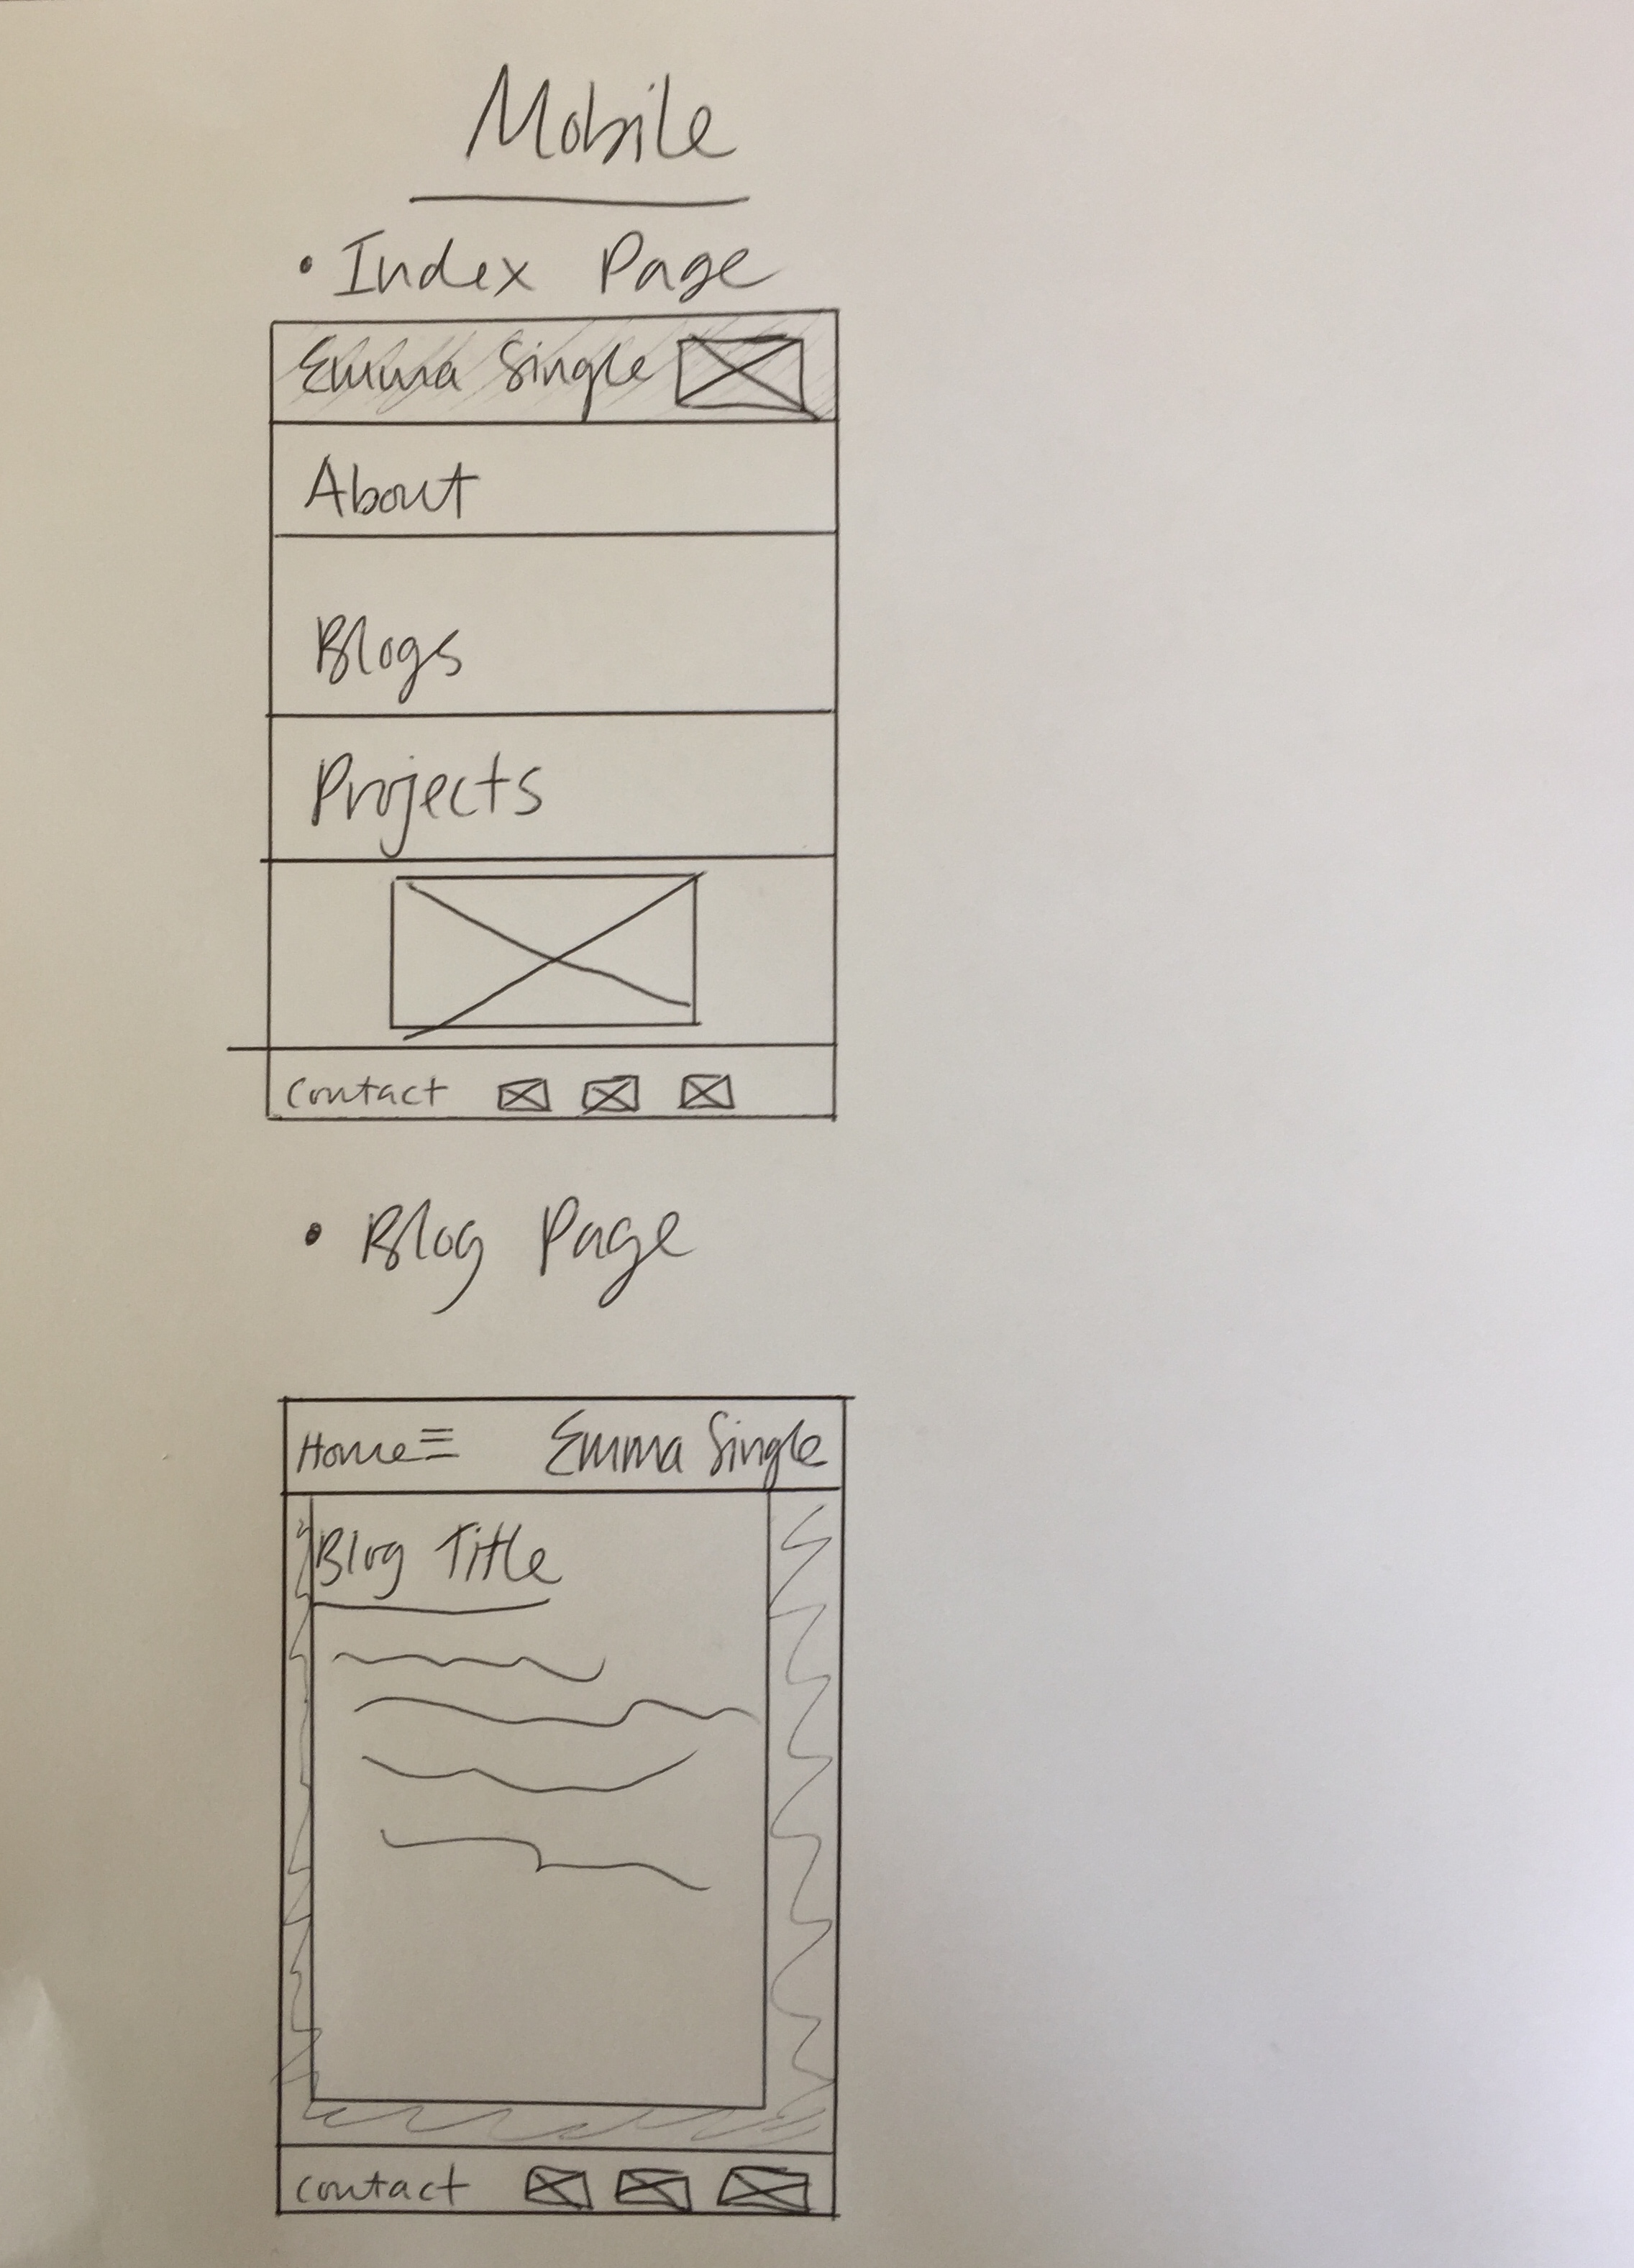 Mobile
• Index Page
Emma Single
About
Blogs
Projects
Contact
• Blog Page
Home ≡ Emma Single
Blog Title
contact